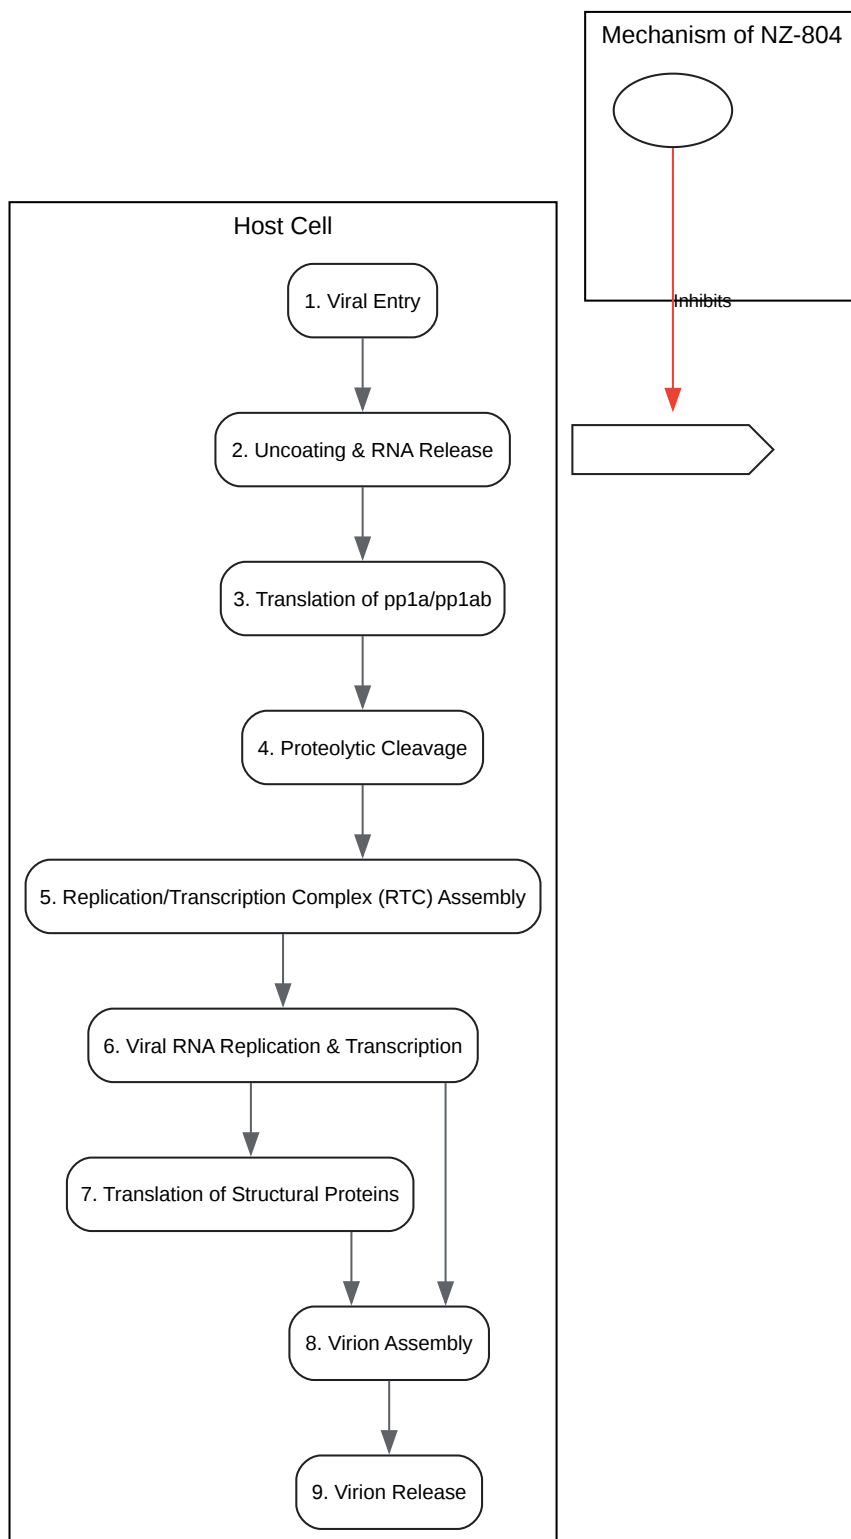 Mechanism of NZ-804
Inhibits
Host Cell
1. Viral Entry
2. Uncoating & RNA Release
3. Translation of pp1a/pp1ab
4. Proteolytic Cleavage
5. Replication/Transcription Complex (RTC) Assembly
6. Viral RNA Replication & Transcription
7. Translation of Structural Proteins
8. Virion Assembly
9. Virion Release